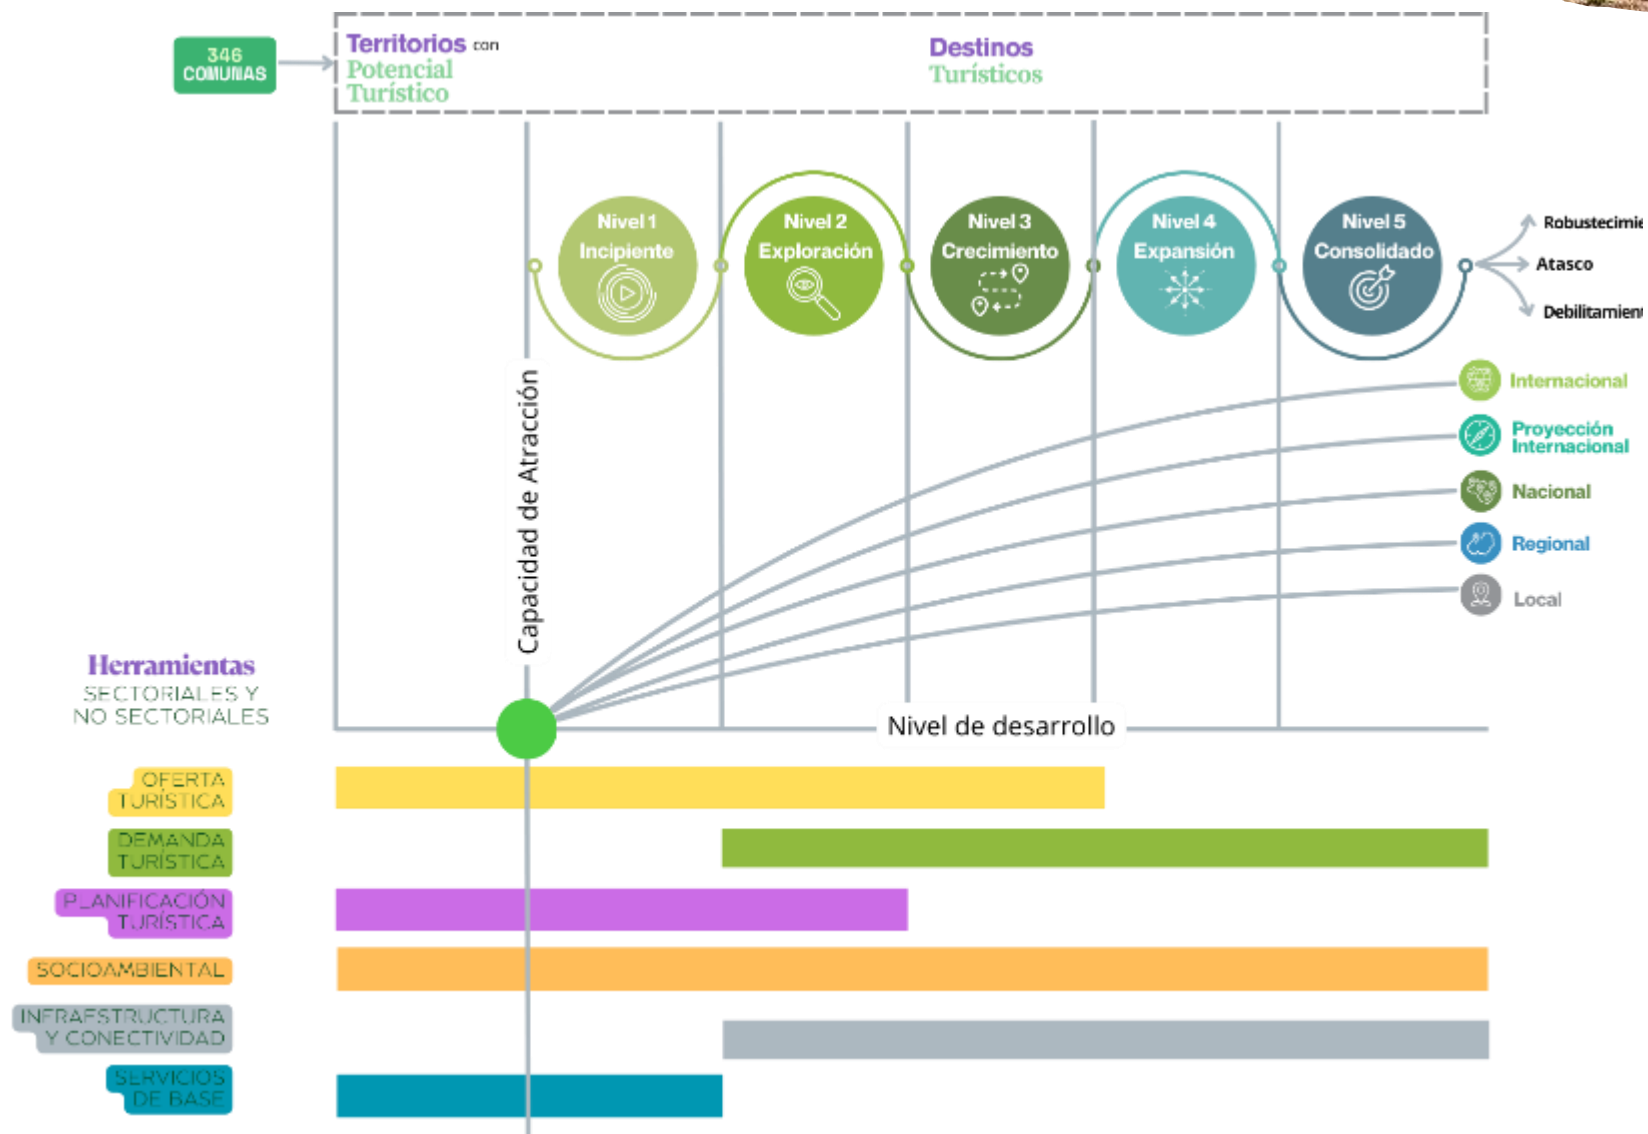 346
COMUNAS
Territorios con
Potencial
Turístico
Destinos
Turísticos
Nivel 1
Incipiente
Nivel 2
Exploración
Nivel 3
Crecimiento
Nivel 4
Expansión
Nivel 5
Consolidado
Robustecimie
Atasco
Debilitamien
Capacidad de Atracción
Internacional
Proyección
Internacional
Nacional
Regional
Local
Nivel de desarrollo
Herramientas
SECTORIALES Y
NO SECTORIALES
OFERTA
TURÍSTICA
DEMANDA
TURÍSTICA
PLANIFICACIÓN
TURÍSTICA
SOCIOAMBIENTAL
INFRAESTRUCTURA
Y CONECTIVIDAD
SERVICIOS
DE BASE